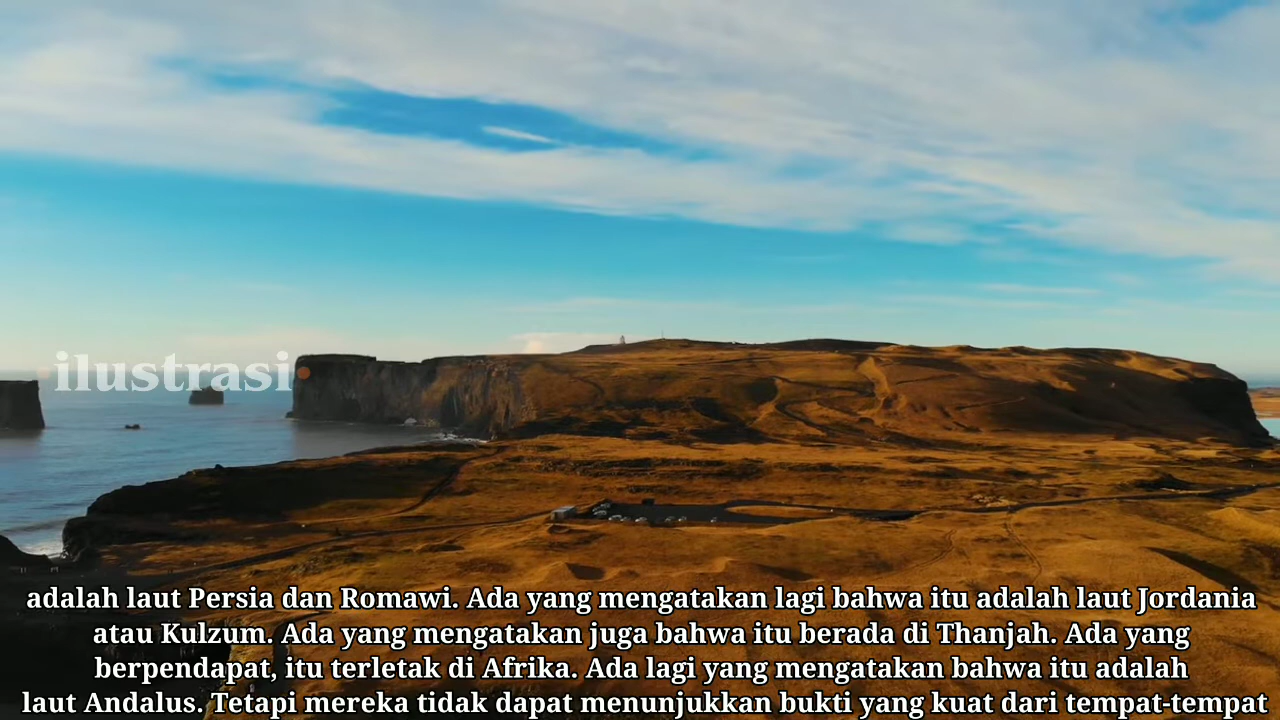 ilustrasi
adalah laut Persia dan Romawi. Ada yang mengatakan lagi bahwa itu adalah laut Jordania
atau Kulzum. Ada yang mengatakan juga bahwa itu berada di Thanjah. Ada yang
berpendapat, itu terletak di Afrika. Ada lagi yang mengatakan bahwa itu adalah
laut Andalus. Tetapi mereka tidak dapat menunjukkan bukti yang kuat dari tempat-tempat